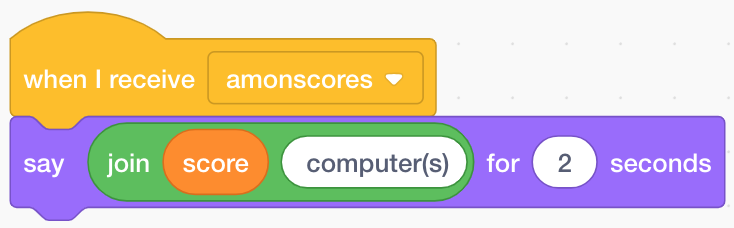 when I receive amonscores
say join score computer(s) for 2 seconds